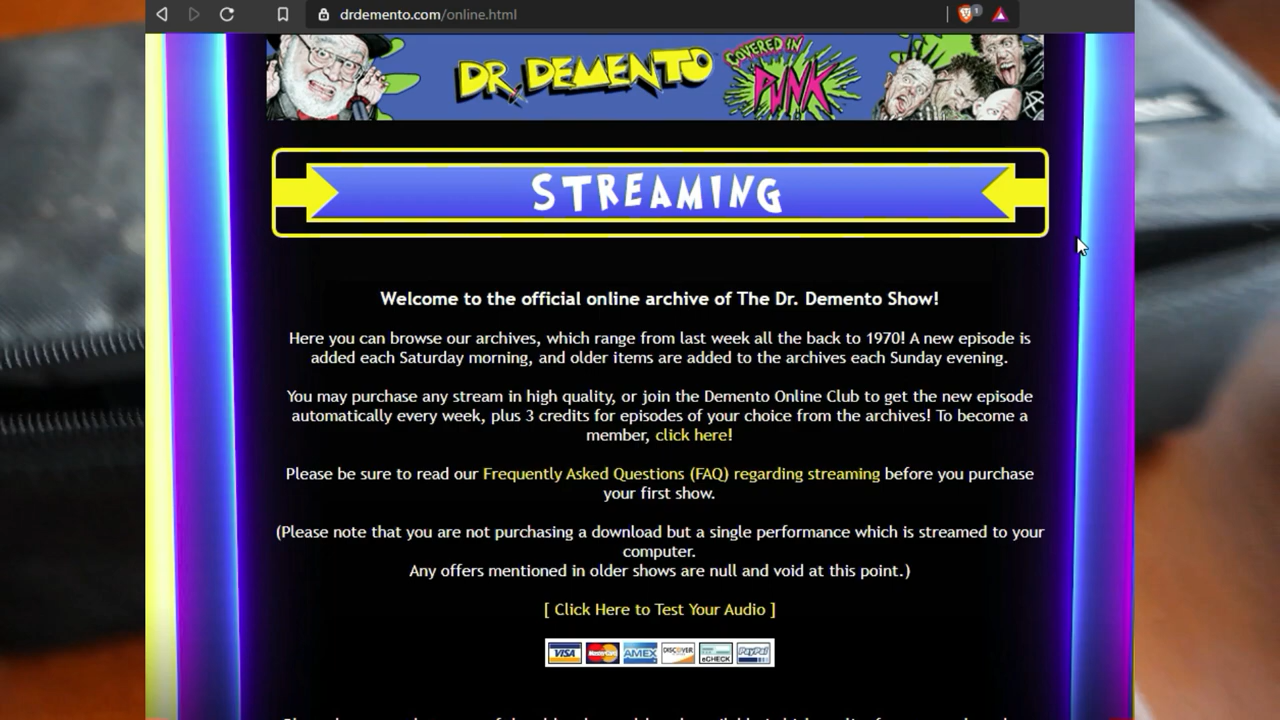 drdemento.com/online.html
1
DR. DEMENTO
COVERED IN
PUNK
STREAMING
Welcome to the official online archive of The Dr. Demento Show!
Here you can browse our archives, which range from last week all the back to 1970! A new episode is
added each Saturday morning, and older items are added to the archives each Sunday evening.
You may purchase any stream in high quality, or join the Demento Online Club to get the new episode
automatically every week, plus 3 credits for episodes of your choice from the archives! To become a
member, click here!
Please be sure to read our Frequently Asked Questions (FAQ) regarding streaming before you purchase
your first show.
(Please note that you are not purchasing a download but a single performance which is streamed to your
computer.
Any offers mentioned in older shows are null and void at this point.)
[ Click Here to Test Your Audio ]
VISA MasterCard AMEX DISCOVER eCHECK PayPal